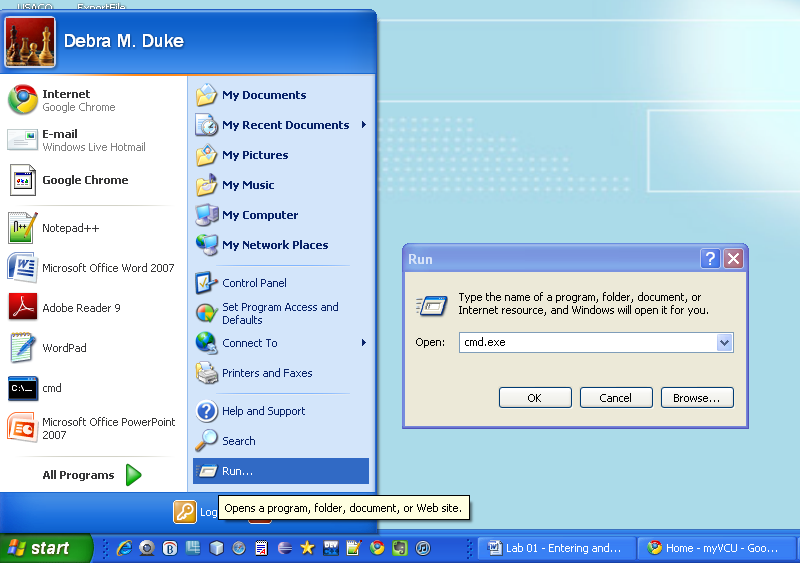 USACO
ExportFile
Debra M. Duke
Internet
Google Chrome
E-mail
Windows Live Hotmail
Google Chrome
Notepad++
Microsoft Office Word 2007
Adobe Reader 9
WordPad
cmd
Microsoft Office PowerPoint
2007
All Programs
My Documents
My Recent Documents
My Pictures
My Music
My Computer
My Network Places
Control Panel
Set Program Access and
Defaults
Connect To
Printers and Faxes
Help and Support
Search
Run...
Log
Opens a program, folder, document, or Web site.
Run
Type the name of a program, folder, document, or
Internet resource, and Windows will open it for you.
Open:
cmd.exe
OK
Cancel
Browse...
start
Lab 01 - Entering and...
Home - myVCU - Goo...